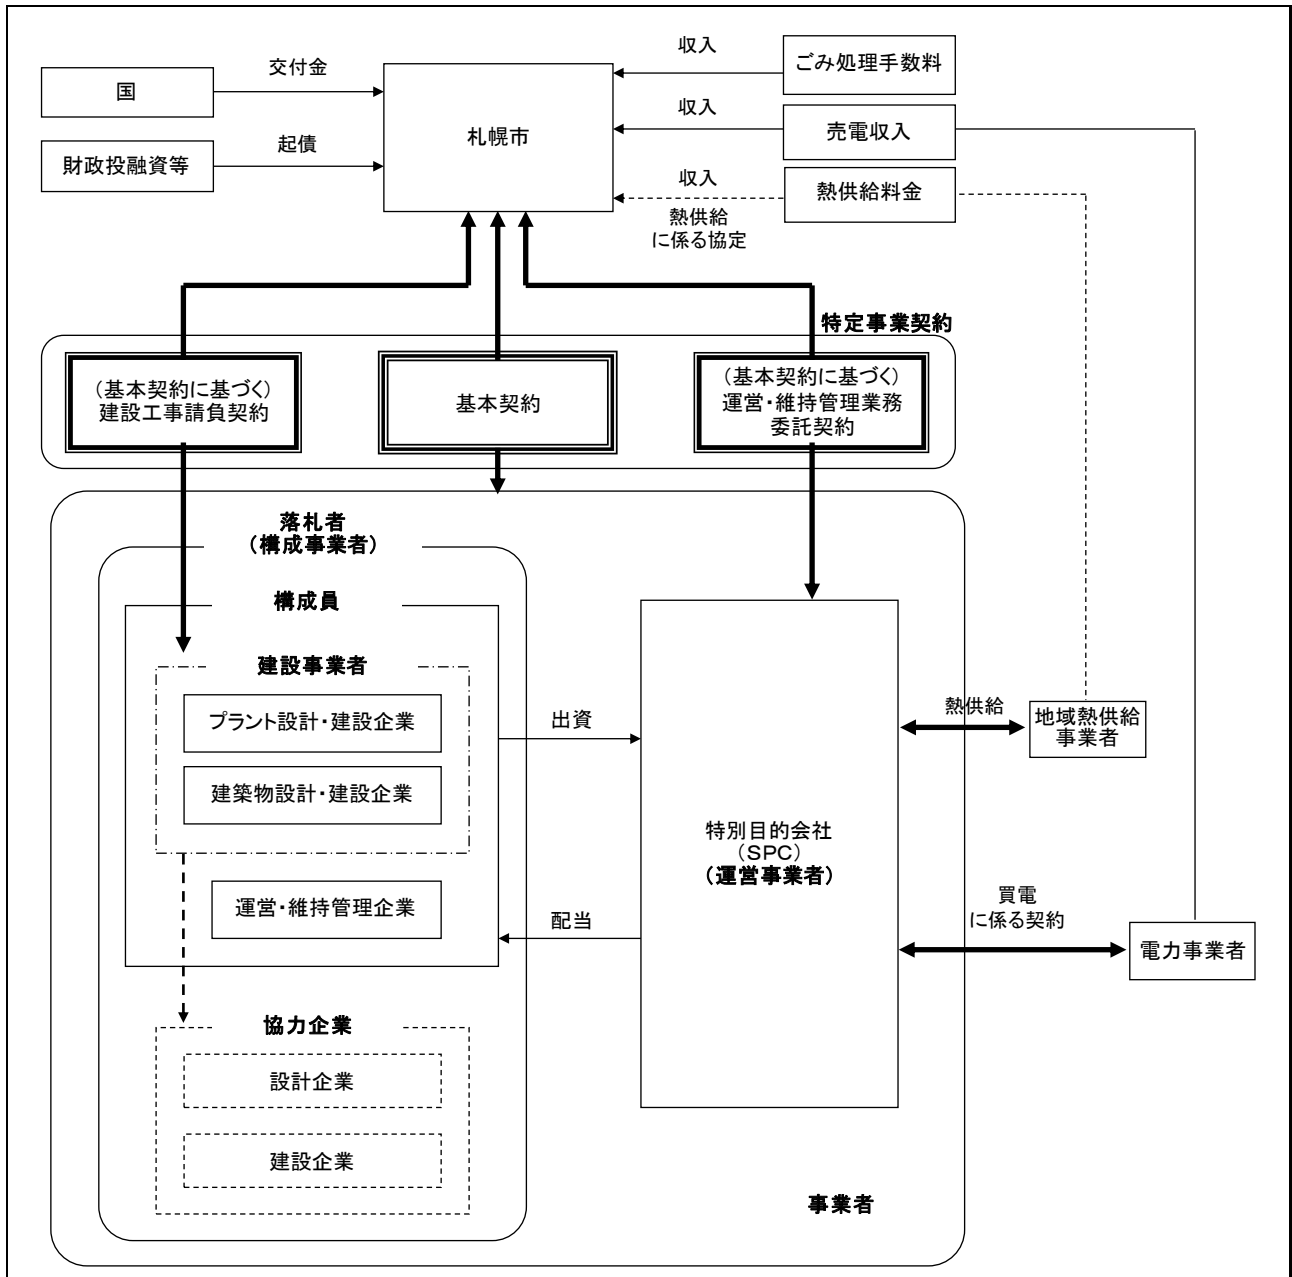 国
交付金
財政投融資等
起債
札幌市
収入
ごみ処理手数料
収入
売電収入
収入
熱供給料金
熱供給
に係る協定
特定事業契約
(基本契約に基づく)
建設工事請負契約
基本契約
(基本契約に基づく)
運営・維持管理業務
委託契約
落札者
(構成事業者)
構成員
建設事業者
プラント設計・建設企業
建築物設計・建設企業
運営・維持管理企業
出資
配当
特別目的会社
(SPC)
(運営事業者)
熱供給
地域熱供給
事業者
買電
に係る契約
電力事業者
協力企業
設計企業
建設企業
事業者